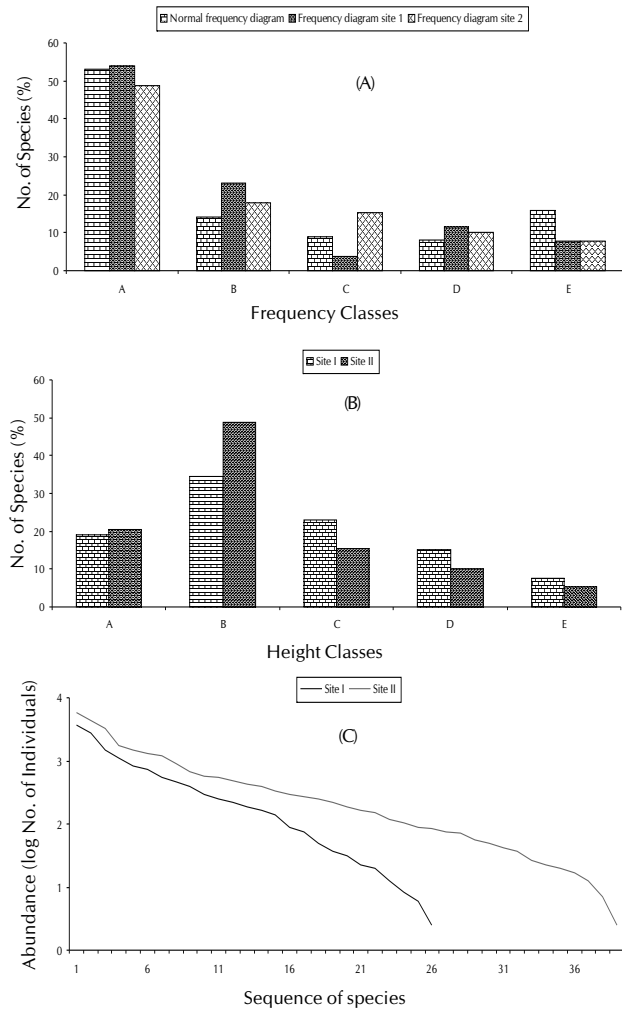 Normal frequency diagram Frequency diagram site 1 Frequency diagram site 2
(A)
No. of Species (%)
60
50
40
30
20
10
0
A B C D E
Frequency Classes
Site I Site II
(B)
No. of Species (%)
60
50
40
30
20
10
0
A B C D E
Height Classes
Site I Site II
(C)
Abundance (log No. of Individuals)
4
3
2
1
0
1 6 11 16 21 26 31 36
Sequence of species